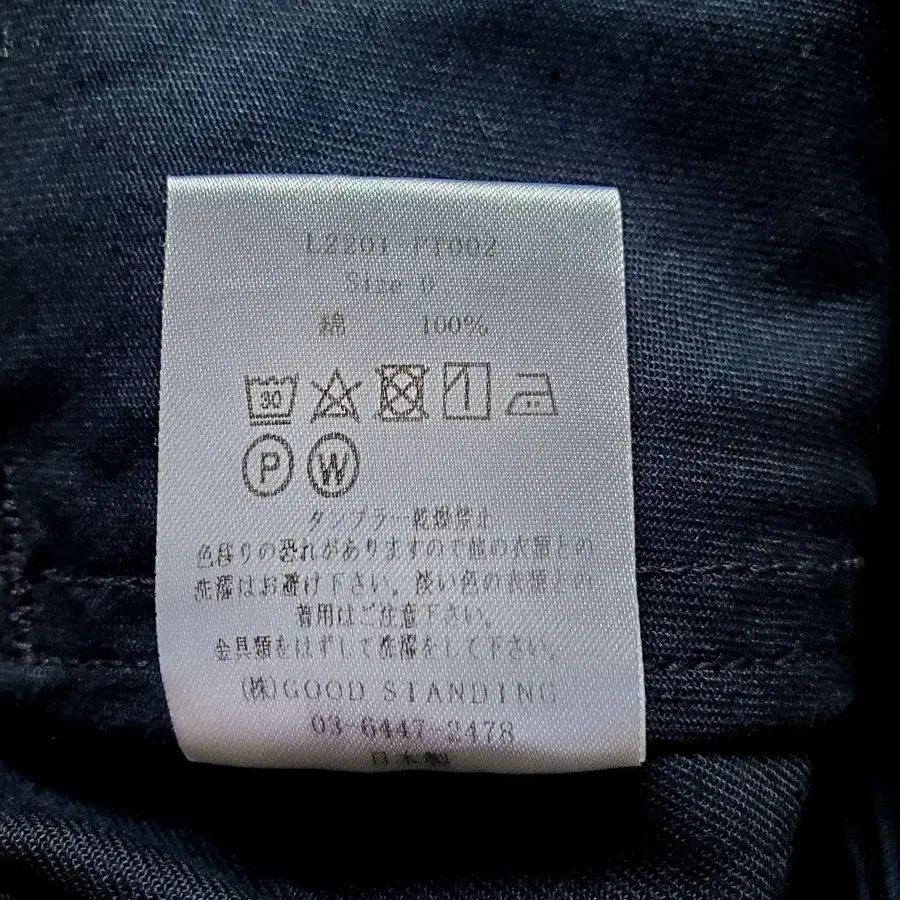 L2201 PT002
Size 0
綿 100%
30
P W
タンブラー乾燥禁止
色移りの恐れがありますので他の衣類との
洗濯はお避け下さい。淡い色の衣類との
着用はご注意下さい。
金具類をはずして洗濯をして下さい。
(株)GOOD STANDING
03-6447-2478
日本製